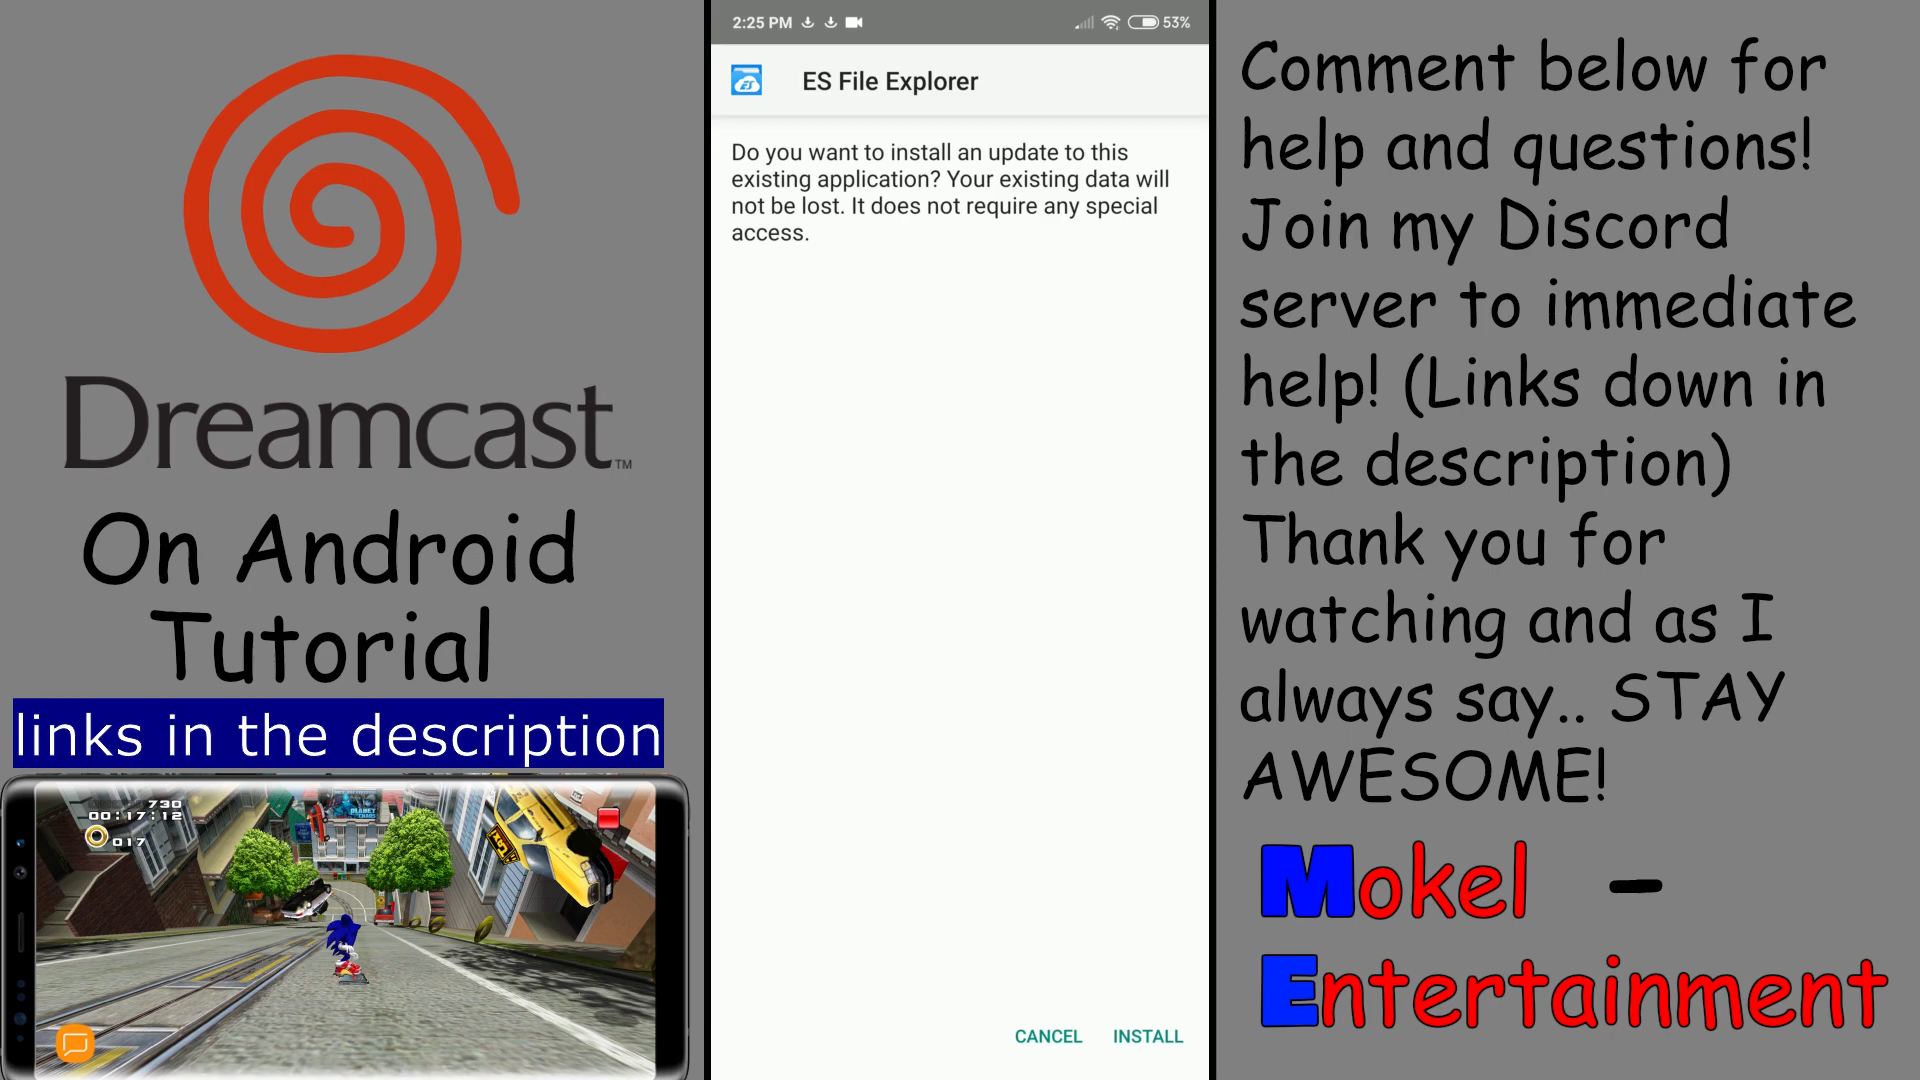 Dreamcast™
On Android
Tutorial
links in the description
730
00:17:12
017
2:25 PM
53%
ES File Explorer
Do you want to install an update to this
existing application? Your existing data will
not be lost. It does not require any special
access.
CANCEL INSTALL
Comment below for
help and questions!
Join my Discord
server to immediate
help! (Links down in
the description)
Thank you for
watching and as I
always say.. STAY
AWESOME!
Mokel -
Entertainment